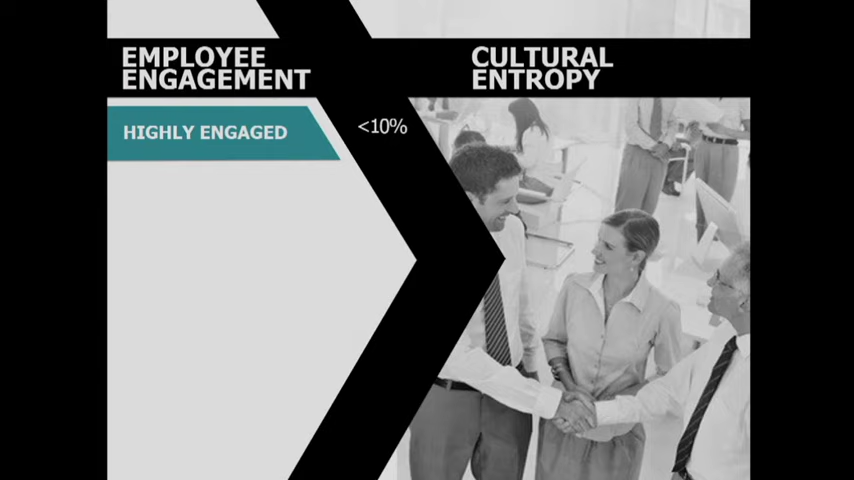 EMPLOYEE
ENGAGEMENT
CULTURAL
ENTROPY
HIGHLY ENGAGED
<10%